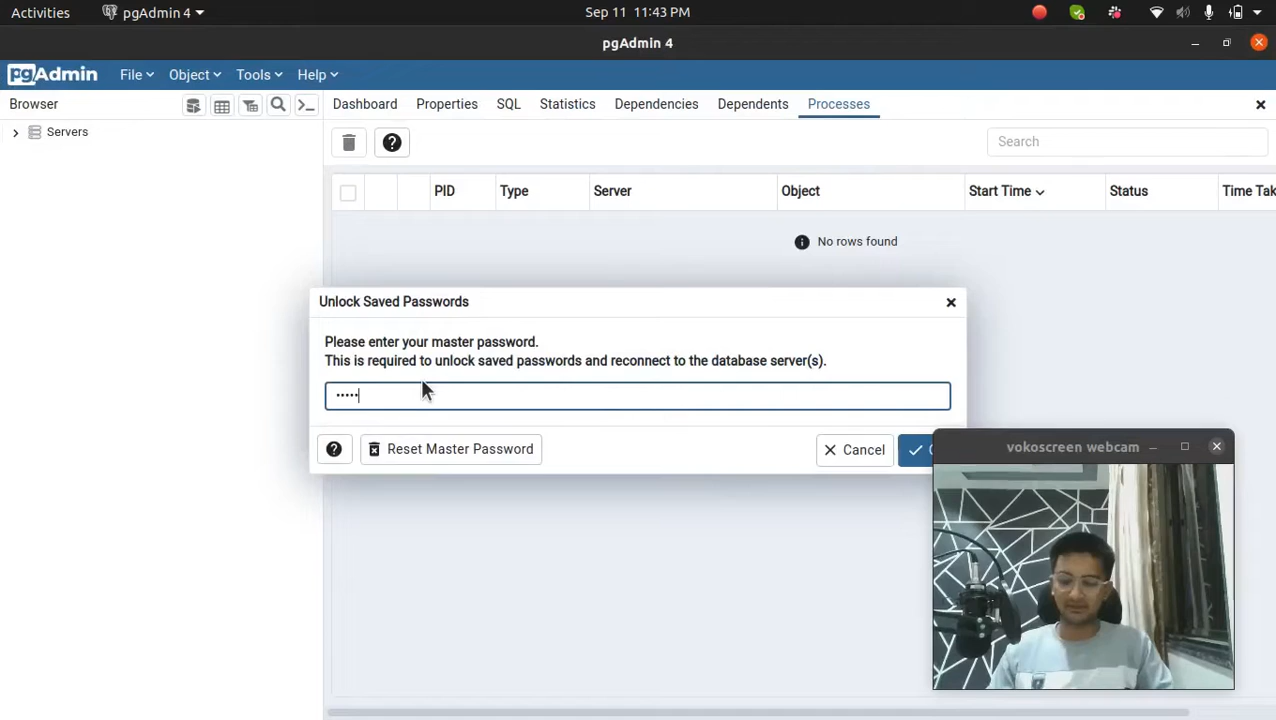 Activities
pgAdmin 4
Sep 11 11:43 PM
pgAdmin 4
pgAdmin
File
Object
Tools
Help
Browser
Dashboard
Properties
SQL
Statistics
Dependencies
Dependents
Processes
Servers
Search
PID
Type
Server
Object
Start Time
Status
Time Tak
No rows found
Unlock Saved Passwords
Please enter your master password.
This is required to unlock saved passwords and reconnect to the database server(s).
•••••
Reset Master Password
Cancel
vokoscreen webcam